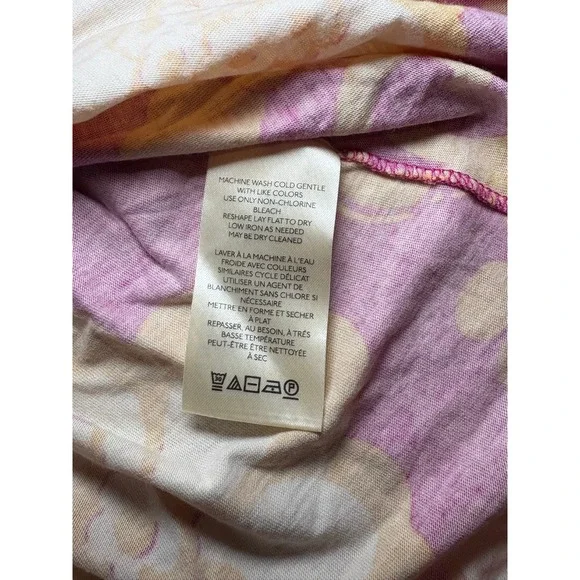 MACHINE WASH COLD GENTLE
WITH LIKE COLORS
USE ONLY NON-CHLORINE
BLEACH
RESHAPE LAY FLAT TO DRY
LOW IRON AS NEEDED
MAY BE DRY CLEANED
LAVER À LA MACHINE À L'EAU
FROIDE AVEC COULEURS
SIMILAIRES CYCLE DÉLICAT
UTILISER UN AGENT DE
BLANCHIMENT SANS CHLORE SI
NÉCESSAIRE
METTRE EN FORME ET SECHER
À PLAT
REPASSER, AU BESOIN, À TRÈS
BASSE TEMPÉRATURE
PEUT-ÊTRE ÊTRE NETTOYÉE
À SEC
30 P